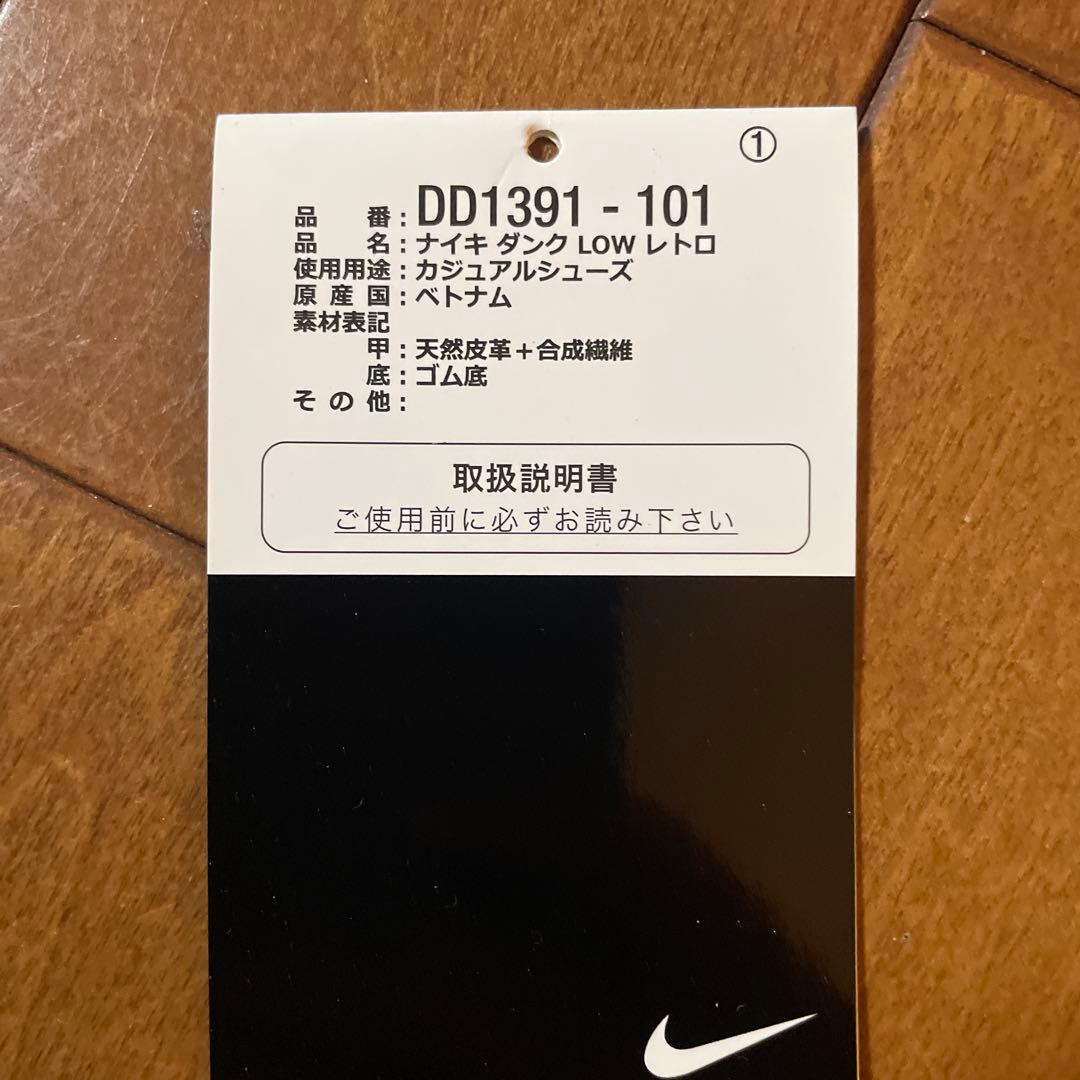 ①
品番：DD1391 - 101
品名：ナイキ ダンク LOW レトロ
使用用途：カジュアルシューズ
原産国：ベトナム
素材表記
甲：天然皮革＋合成繊維
底：ゴム底
その他：
取扱説明書
ご使用前に必ずお読み下さい